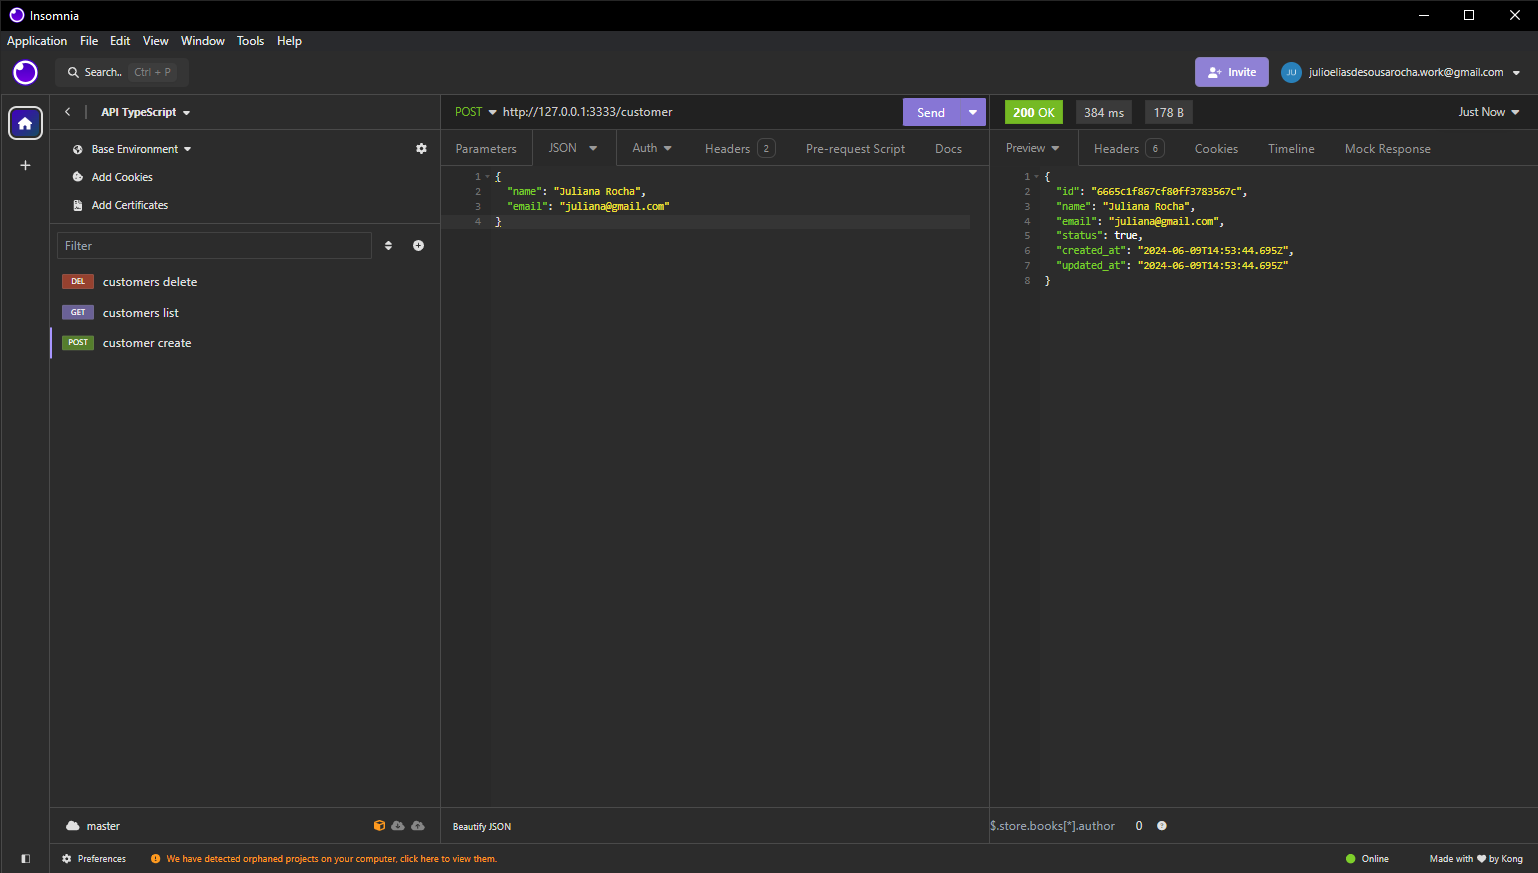 Insomnia
Application File Edit View Window Tools Help
Search.. Ctrl + P
Invite
JU julioeliasdesousarocha.work@gmail.com
API TypeScript
Base Environment
Add Cookies
Add Certificates
Filter
DEL customers delete
GET customers list
POST customer create
master
POST http://127.0.0.1:3333/customer Send
Parameters JSON Auth Headers 2 Pre-request Script Docs
1 {
2 "name": "Juliana Rocha",
3 "email": "juliana@gmail.com"
4 }
Beautify JSON
200 OK 384 ms 178 B Just Now
Preview Headers 6 Cookies Timeline Mock Response
1 {
2 "id": "6665c1f867cf80ff3783567c",
3 "name": "Juliana Rocha",
4 "email": "juliana@gmail.com",
5 "status": true,
6 "created_at": "2024-06-09T14:53:44.695Z",
7 "updated_at": "2024-06-09T14:53:44.695Z"
8 }
$.store.books[*].author 0
Preferences We have detected orphaned projects on your computer, click here to view them. Online Made with ♥ by Kong